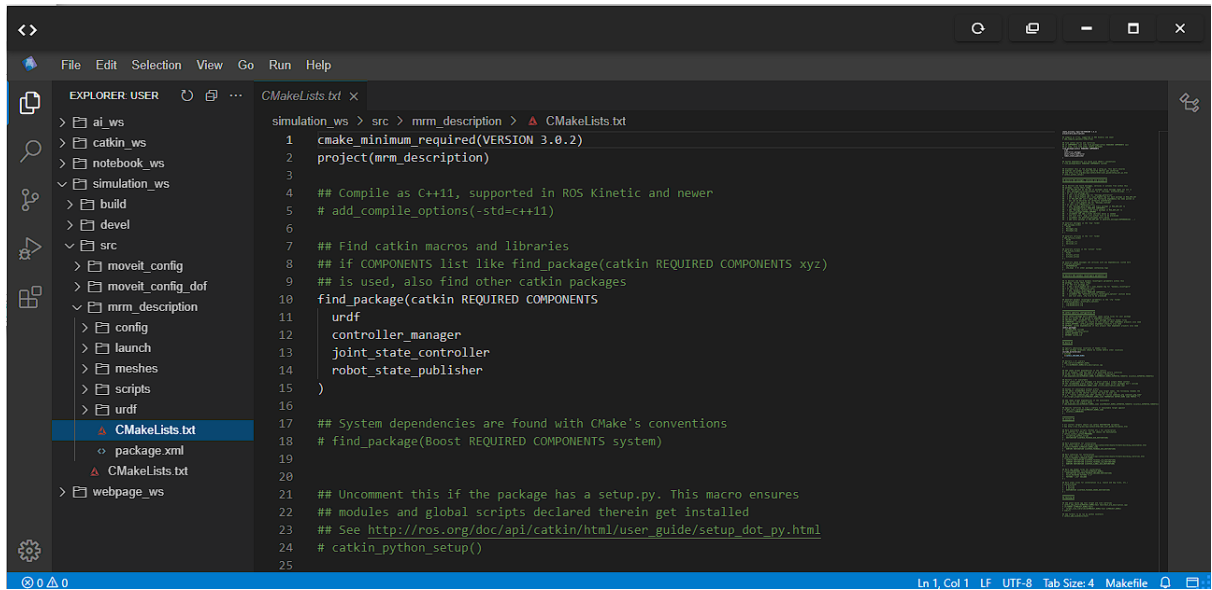 File Edit Selection View Go Run Help
EXPLORER: USER
ai_ws
catkin_ws
notebook_ws
simulation_ws
build
devel
src
moveit_config
moveit_config_dof
mrm_description
config
launch
meshes
scripts
urdf
CMakeLists.txt
package.xml
CMakeLists.txt
webpage_ws
CMakeLists.txt
simulation_ws > src > mrm_description > CMakeLists.txt
1 cmake_minimum_required(VERSION 3.0.2)
2 project(mrm_description)
3
4 ## Compile as C++11, supported in ROS Kinetic and newer
5 # add_compile_options(-std=c++11)
6
7 ## Find catkin macros and libraries
8 ## if COMPONENTS list like find_package(catkin REQUIRED COMPONENTS xyz)
9 ## is used, also find other catkin packages
10 find_package(catkin REQUIRED COMPONENTS
11 urdf
12 controller_manager
13 joint_state_controller
14 robot_state_publisher
15 )
16
17 ## System dependencies are found with CMake's conventions
18 # find_package(Boost REQUIRED COMPONENTS system)
19
20
21 ## Uncomment this if the package has a setup.py. This macro ensures
22 ## modules and global scripts declared therein get installed
23 ## See http://ros.org/doc/api/catkin/html/user_guide/setup_dot_py.html
24 # catkin_python_setup()
25
0 0
Ln 1, Col 1 LF UTF-8 Tab Size: 4 Makefile